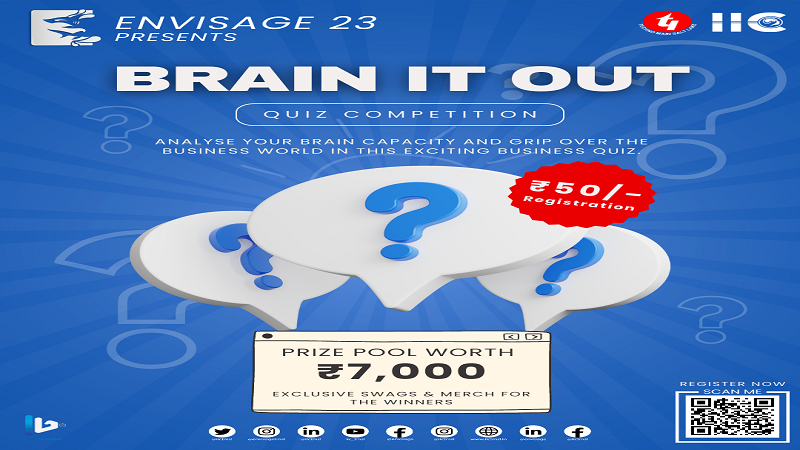 ENVISAGE 23
PRESENTS
IIC
BRAIN IT OUT
QUIZ COMPETITION
ANALYSE YOUR BRAIN CAPACITY AND GRIP OVER THE
BUSINESS WORLD IN THIS EXCITING BUSINESS QUIZ.
₹50/-
Registration
PRIZE POOL WORTH
₹7,000
EXCLUSIVE SWAGS & MERCH FOR
THE WINNERS
REGISTER NOW
SCAN ME